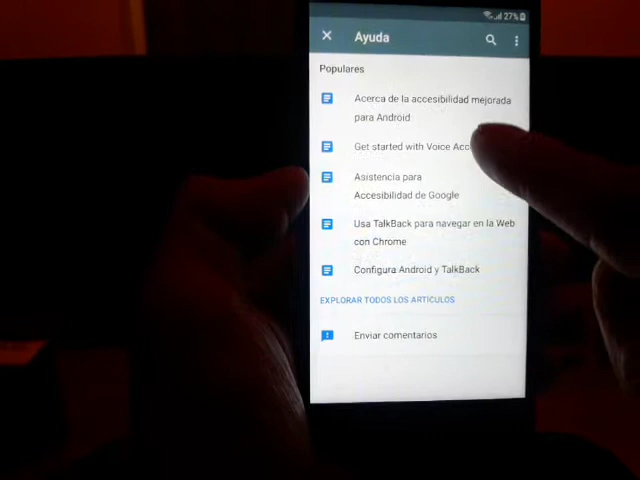 27%
Ayuda
Populares
Acerca de la accesibilidad mejorada
para Android
Get started with Voice Acc
Asistencia para
Accesibilidad de Google
Usa TalkBack para navegar en la Web
con Chrome
Configura Android y TalkBack
EXPLORAR TODOS LOS ARTÍCULOS
Enviar comentarios